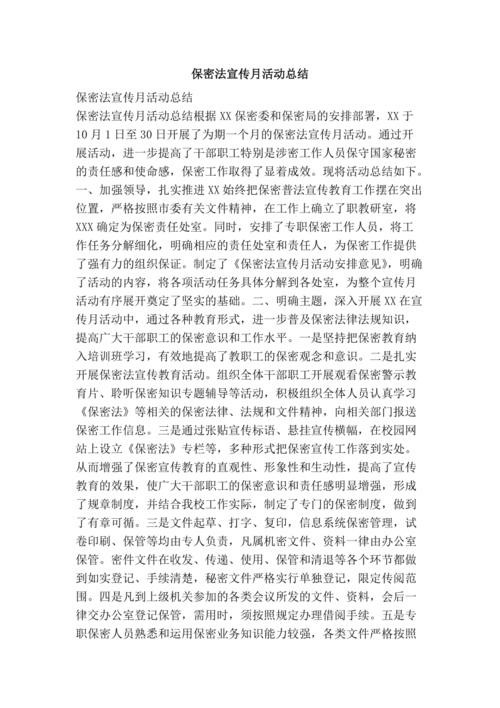 保密法宣传月活动总结
保密法宣传月活动总结
保密法宣传月活动总结根据XX保密委和保密局的安排部署，XX于
10月1日至30日开展了为期一个月的保密法宣传月活动。通过开
展活动，进一步提高了干部职工特别是涉密工作人员保守国家秘密
的责任感和使命感，保密工作取得了显着成效。现将活动总结如下。
一、加强领导，扎实推进XX始终把保密普法宣传教育工作摆在突出
位置，严格按照市委有关文件精神，在工作上确立了职教研室，将
XXX确定为保密责任处室。同时，安排了专职保密工作人员，将工
作任务分解细化，明确相应的责任处室和责任人，为保密工作提供
了强有力的组织保证。制定了《保密法宣传月活动安排意见》，明确
了活动的内容，将各项活动任务具体分解到各处室，为整个宣传月
活动有序展开奠定了坚实的基础。二、明确主题，深入开展XX在宣
传月活动中，通过各种教育形式，进一步普及保密法律法规知识，
提高广大干部职工的保密意识和工作水平。一是坚持把保密教育纳
入培训班学习，有效地提高了教职工的保密观念和意识。二是扎实
开展保密法宣传教育活动。组织全体干部职工开展观看保密警示教
育片、聆听保密知识专题辅导等活动，积极组织全体人员认真学习
《保密法》等相关的保密法律、法规和文件精神，向相关部门报送
保密工作信息。三是通过张贴宣传标语、悬挂宣传横幅，在校园网
站上设立《保密法》专栏等，多种形式把保密宣传工作落到实处。
从而增强了保密宣传教育的直观性、形象性和生动性，提高了宣传
教育的效果，使广大干部职工的保密意识和责任感明显增强，形成
了规章制度，并结合我校工作实际，制定了专门的保密制度，做到
了有章可循。三是文件起草、打字、复印，信息系统保密管理，试
卷印刷、保管等均由专人负责，凡属机密文件、资料一律由办公室
保管。密件文件在收发、传递、使用、保管和清退等各个环节都做
到如实登记、手续清楚，秘密文件严格实行单独登记，限定传阅范
围。四是凡到上级机关参加的各类会议所发的文件、资料，会后一
律交办公室登记保管，需用时，须按照规定办理借阅手续。五是专
职保密人员熟悉和运用保密业务知识能力较强，各类文件严格按照